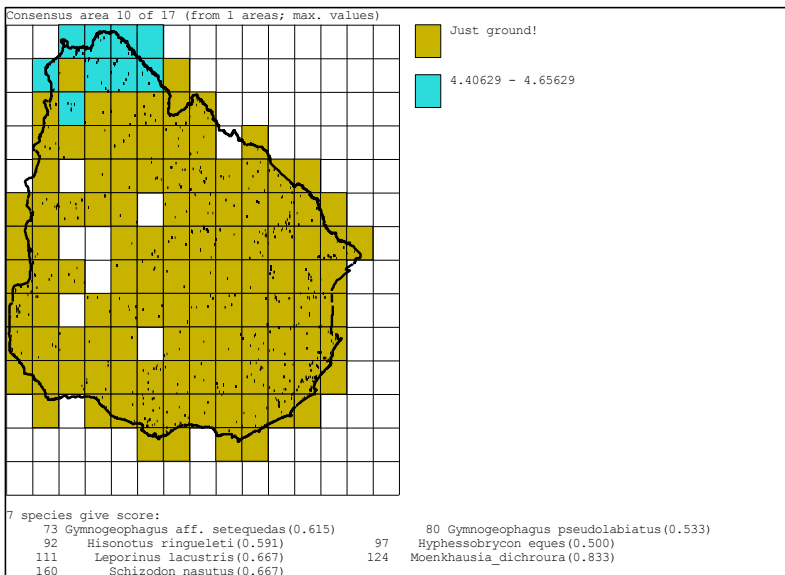 Consensus area 10 of 17 (from 1 areas; max. values)
Just ground!
4.40629 - 4.65629
7 species give score:
73 Gymnogeophagus aff. setequedas(0.615) 80 Gymnogeophagus pseudolabiatus(0.533)
92 Hisonotus ringueleti(0.591) 97 Hyphessobrycon eques(0.500)
111 Leporinus lacustris(0.667) 124 Moenkhausia_dichroura(0.833)
160 Schizodon nasutus(0.667)